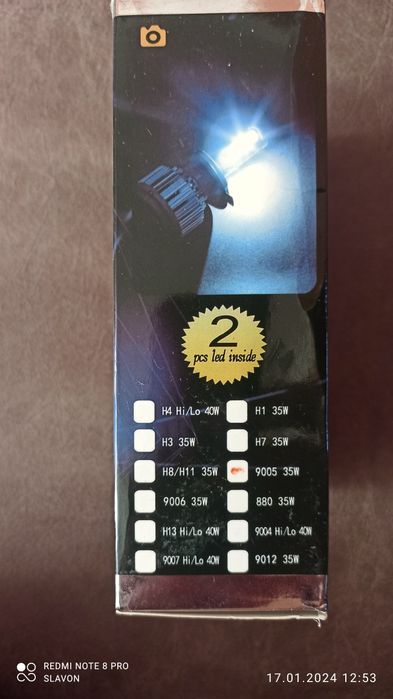 2
pcs led inside
H4 Hi/Lo 40W
H1 35W
H3 35W
H7 35W
H8/H11 35W
9005 35W
9006 35W
880 35W
H13 Hi/Lo 40W
9004 Hi/Lo 40W
9007 Hi/Lo 40W
9012 35W
REDMI NOTE 8 PRO
SLAVON
17.01.2024 12:53